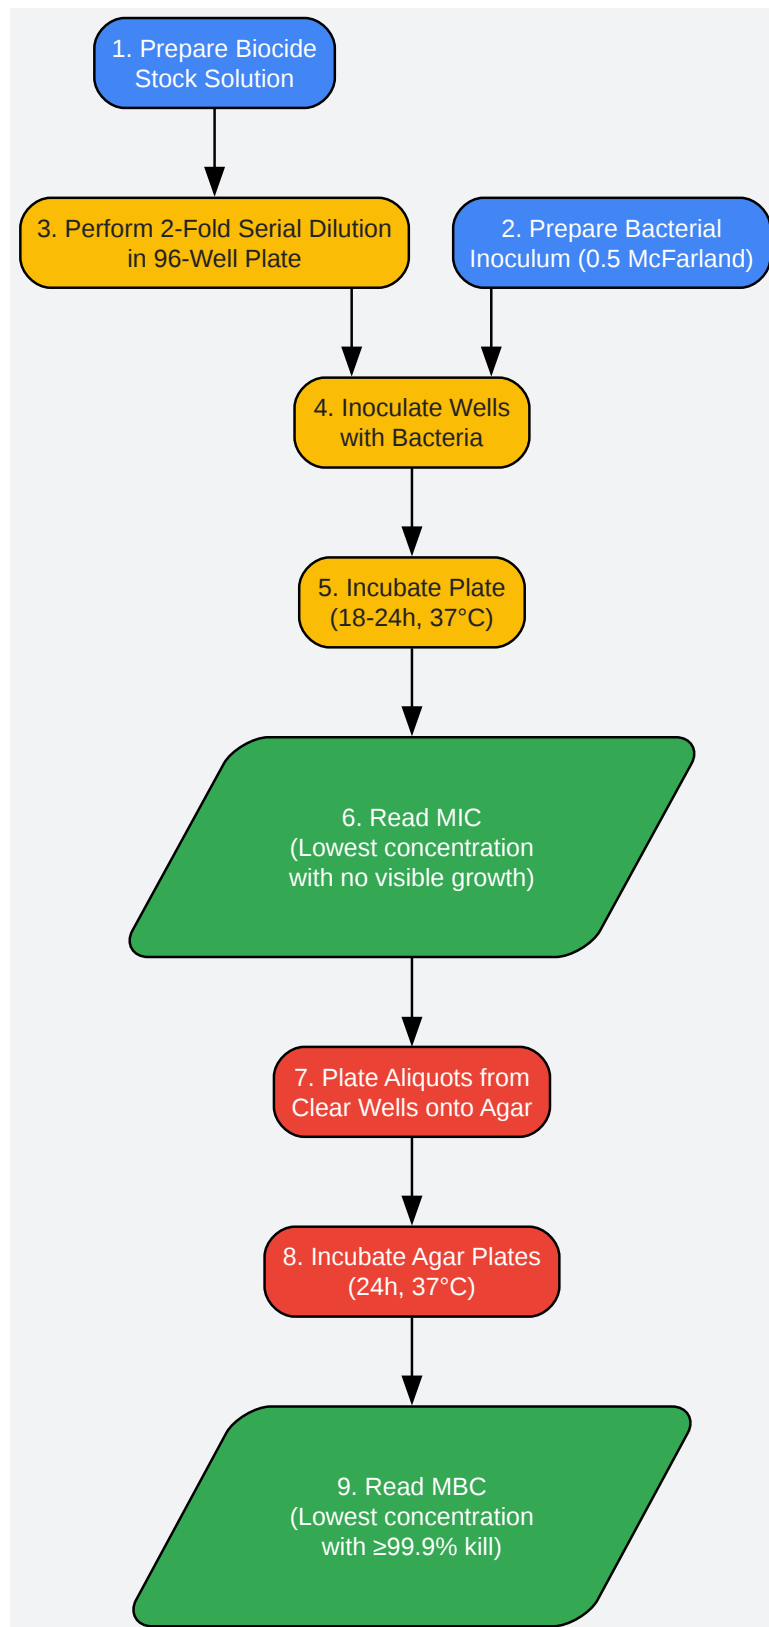 1. Prepare Biocide
Stock Solution
3. Perform 2-Fold Serial Dilution
in 96-Well Plate
2. Prepare Bacterial
Inoculum (0.5 McFarland)
4. Inoculate Wells
with Bacteria
5. Incubate Plate
(18-24h, 37°C)
6. Read MIC
(Lowest concentration
with no visible growth)
7. Plate Aliquots from
Clear Wells onto Agar
8. Incubate Agar Plates
(24h, 37°C)
9. Read MBC
(Lowest concentration
with ≥99.9% kill)